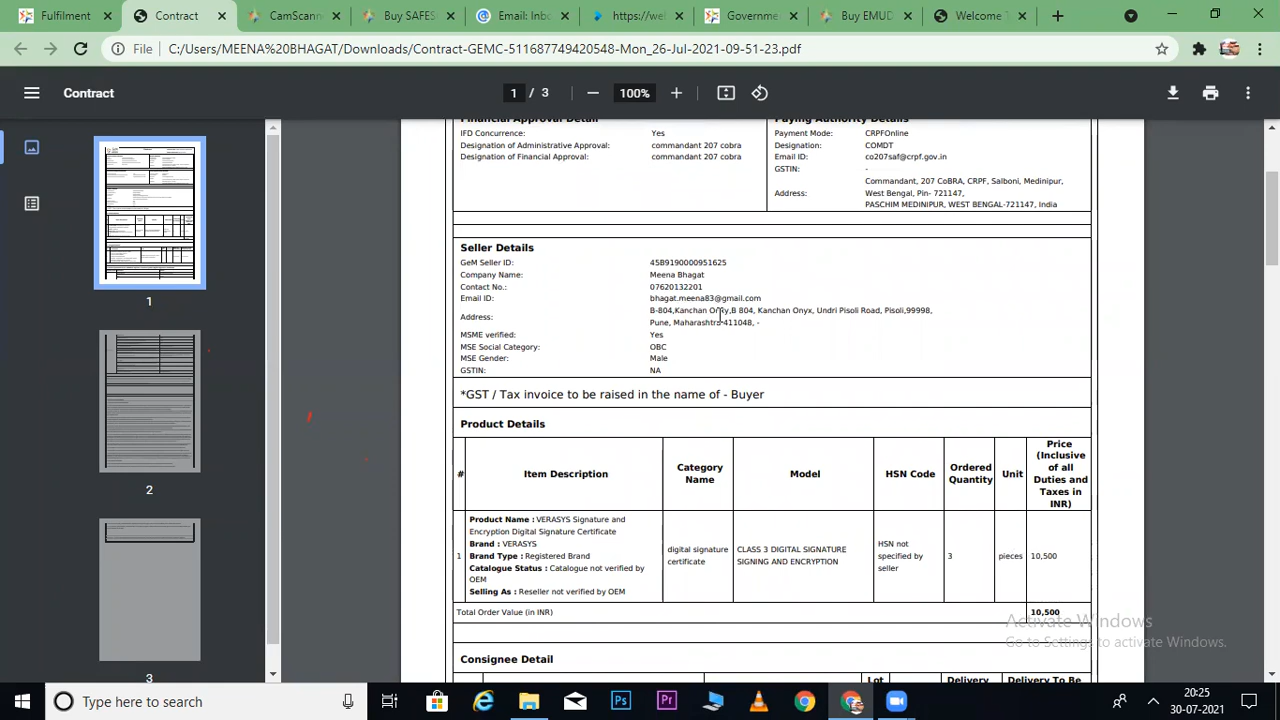 Fulfilment
Contract
CamScann
Buy SAFES
Email: Inbo
https://wel
Governme
Buy EMUD
Welcome T
File C:/Users/MEENA%20BHAGAT/Downloads/Contract-GEMC-511687749420548-Mon_26-Jul-2021-09-51-23.pdf
Contract
1 / 3
100%
Financial Approval Detail
IFD Concurrence: Yes
Designation of Administrative Approval: commandant 207 cobra
Designation of Financial Approval: commandant 207 cobra
Paying Authority Details
Payment Mode: CRPFOnline
Designation: COMDT
Email ID: co207saf@crpf.gov.in
GSTIN: -
Address: Commandant, 207 CoBRA, CRPF, Salboni, Medinipur,
West Bengal, Pin- 721147,
PASCHIM MEDINIPUR, WEST BENGAL-721147, India
Seller Details
GeM Seller ID: 45B9190000951625
Company Name: Meena Bhagat
Contact No.: 07620132201
Email ID: bhagat.meena83@gmail.com
Address: B-804,Kanchan Onxy,B 804, Kanchan Onyx, Undri Pisoli Road, Pisoli,99998,
Pune, Maharashtra-411048, -
MSME verified: Yes
MSE Social Category: OBC
MSE Gender: Male
GSTIN: NA
*GST / Tax invoice to be raised in the name of - Buyer
Product Details
#
Item Description
Category
Name
Model
HSN Code
Ordered
Quantity
Unit
Price
(Inclusive
of all
Duties and
Taxes in
INR)
1
Product Name : VERASYS Signature and
Encryption Digital Signature Certificate
Brand : VERASYS
Brand Type : Registered Brand
Catalogue Status : Catalogue not verified by
OEM
Selling As : Reseller not verified by OEM
digital signature
certificate
CLASS 3 DIGITAL SIGNATURE
SIGNING AND ENCRYPTION
HSN not
specified by
seller
3
pieces
10,500
Total Order Value (in INR) 10,500
Consignee Detail
Lot
Delivery
Delivery To Be
1
2
3
Activate Windows
Go to Settings to activate Windows.
Type here to search
20:25
30-07-2021